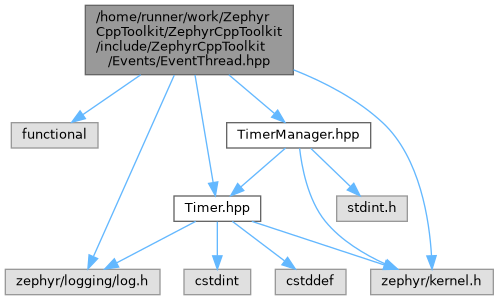 /home/runner/work/Zephyr
CppToolkit/ZephyrCppToolkit
/include/ZephyrCppToolkit
/Events/EventThread.hpp
functional
TimerManager.hpp
Timer.hpp
stdint.h
zephyr/logging/log.h
cstdint
cstddef
zephyr/kernel.h